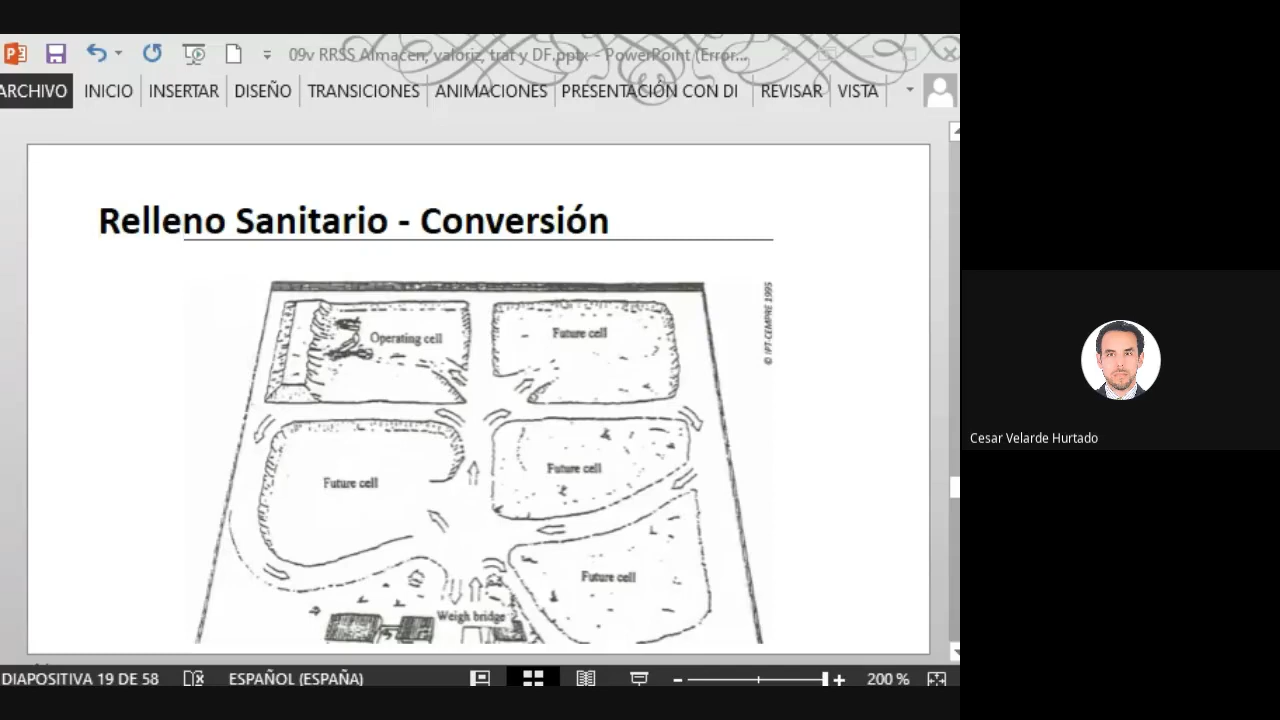 09v RRSS Almacen, valoriz, trat y DF.pptx - PowerPoint (Error...
ARCHIVO INICIO INSERTAR DISEÑO TRANSICIONES ANIMACIONES PRESENTACIÓN CON DI REVISAR VISTA
Relleno Sanitario - Conversión
© IPT-CEMPRE 1995
Operating cell
Future cell
Future cell
Future cell
Future cell
Weigh bridge
Cesar Velarde Hurtado
DIAPOSITIVA 19 DE 58 ESPAÑOL (ESPAÑA) 200 %